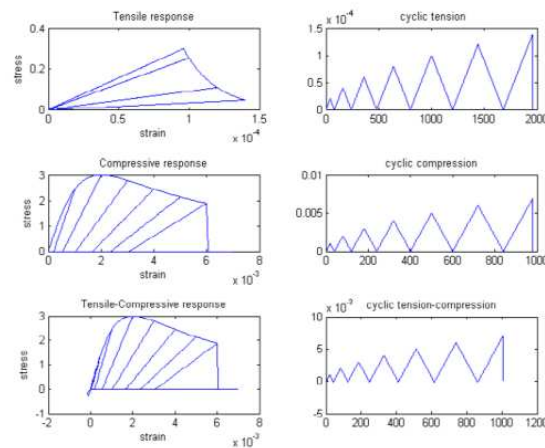 Tensile response
0.4
0.2
0
stress
0 0.5 1 1.5
strain
x 10⁻⁴
cyclic tension
x 10⁻⁴
1.5
1
0.5
0
0 500 1000 1500 2000
Compressive response
3
2
1
0
stress
0 2 4 6 8
strain
x 10⁻³
cyclic compression
0.01
0.005
0
0 200 400 600 800 1000
Tensile-Compressive response
3
2
1
0
-1
stress
-2 0 2 4 6 8
strain
x 10⁻³
cyclic tension-compression
x 10⁻³
10
5
0
-5
0 200 400 600 800 1000 1200